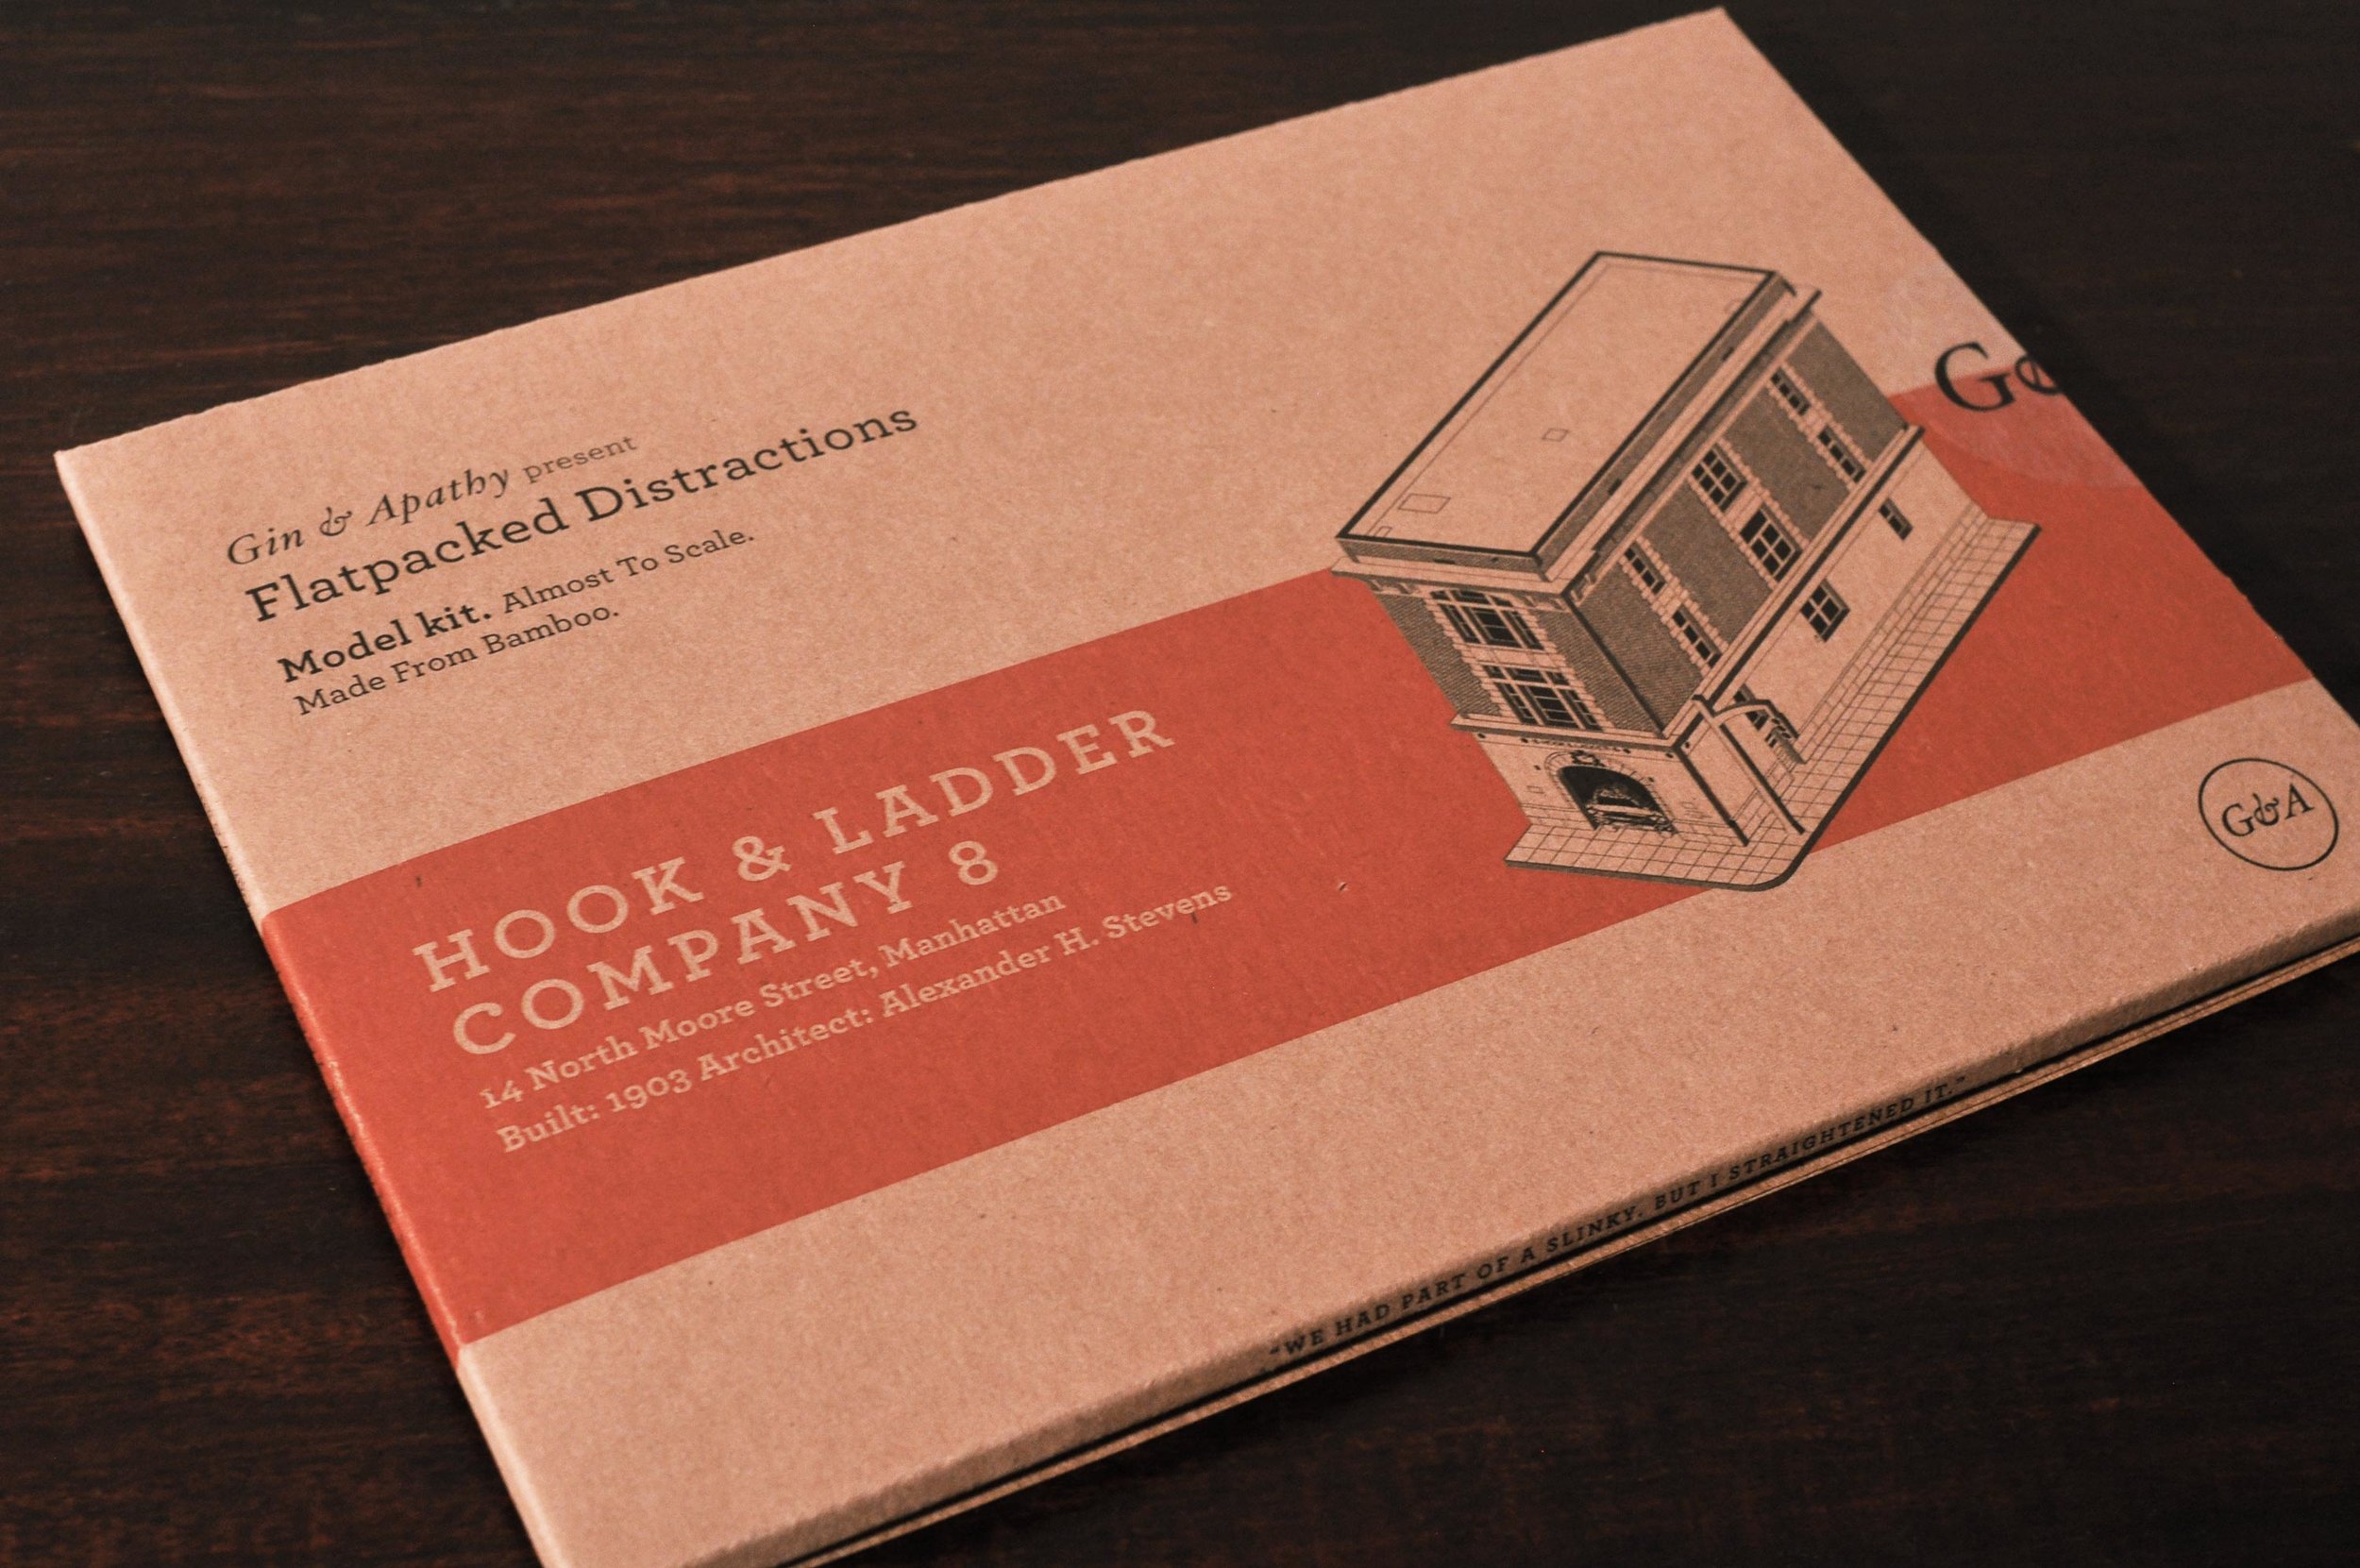 Gin & Apathy present
Flatpacked Distractions
Model kit. Almost To Scale.
Made From Bamboo.
HOOK & LADDER
COMPANY 8
14 North Moore Street, Manhattan
Built: 1903 Architect: Alexander H. Stevens
G&
G&A
"WE HAD PART OF A SLINKY. BUT I STRAIGHTENED IT."